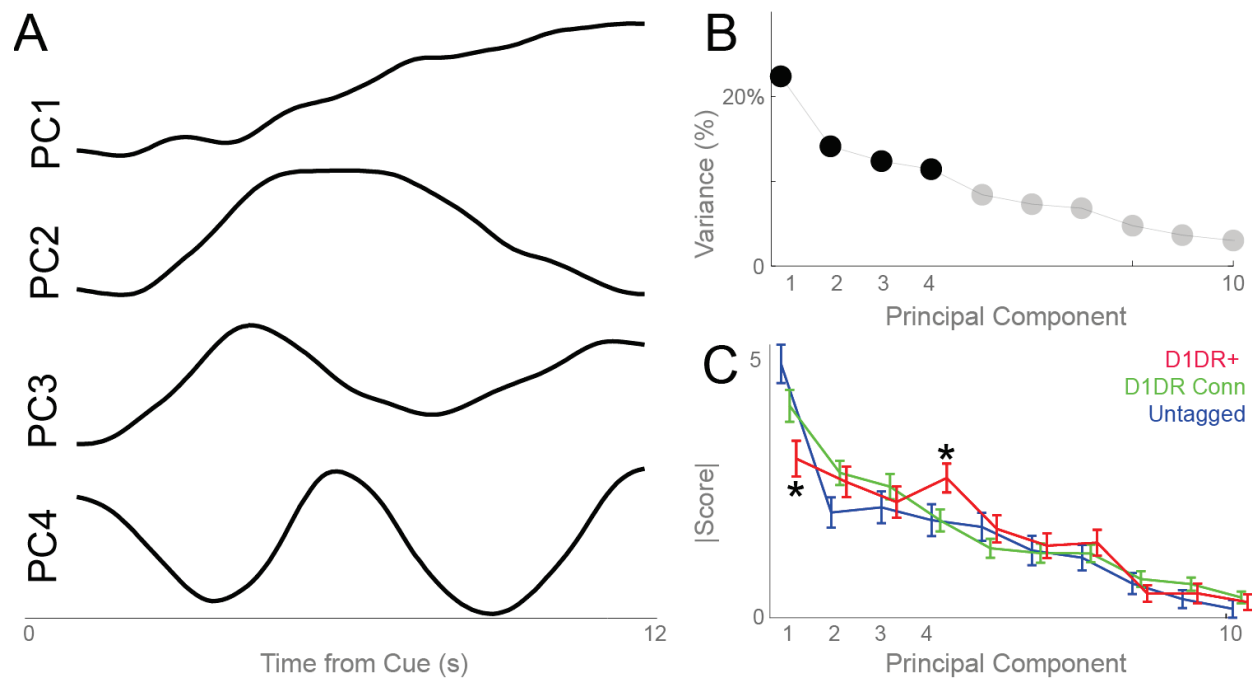 A
PC1
PC2
PC3
PC4
0
12
Time from Cue (s)
B
Variance (%)
20%
0
1 2 3 4 10
Principal Component
C
D1DR+
D1DR Conn
Untagged
|Score|
5
*
*
0
1 2 3 4 10
Principal Component